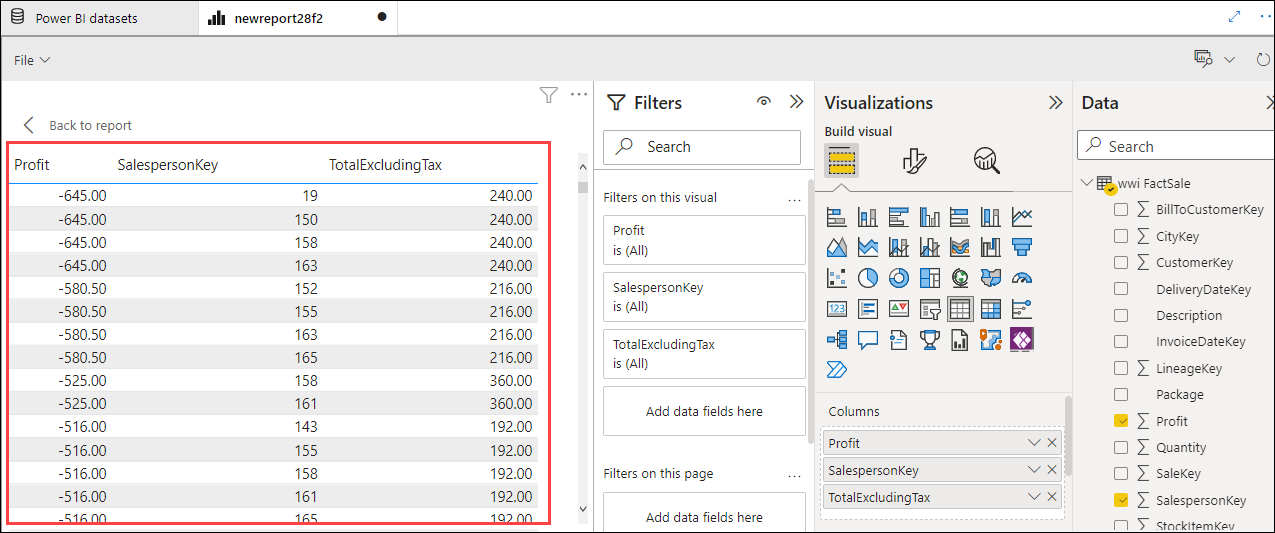 Power BI datasets
newreport28f2
File
Back to report
Profit SalespersonKey TotalExcludingTax
-645.00 19 240.00
-645.00 150 240.00
-645.00 158 240.00
-645.00 163 240.00
-580.50 152 216.00
-580.50 155 216.00
-580.50 163 216.00
-580.50 165 216.00
-525.00 158 360.00
-525.00 161 360.00
-516.00 143 192.00
-516.00 155 192.00
-516.00 158 192.00
-516.00 161 192.00
-516.00 165 192.00
Filters
Search
Filters on this visual
Profit
is (All)
SalespersonKey
is (All)
TotalExcludingTax
is (All)
Add data fields here
Filters on this page
Add data fields here
Visualizations
Build visual
123
Columns
Profit
SalespersonKey
TotalExcludingTax
Data
Search
wwi FactSale
BillToCustomerKey
CityKey
CustomerKey
DeliveryDateKey
Description
InvoiceDateKey
LineageKey
Package
Profit
Quantity
SaleKey
SalespersonKey
StockItemKey